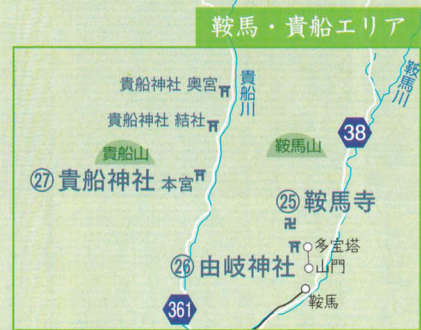 鞍馬・貴船エリア
貴船神社 奥宮
貴船川
鞍馬川
貴船神社 結社
38
貴船山
鞍馬山
㉗貴船神社 本宮
㉕鞍馬寺
卍
多宝塔
㉖由岐神社
山門
鞍馬
361